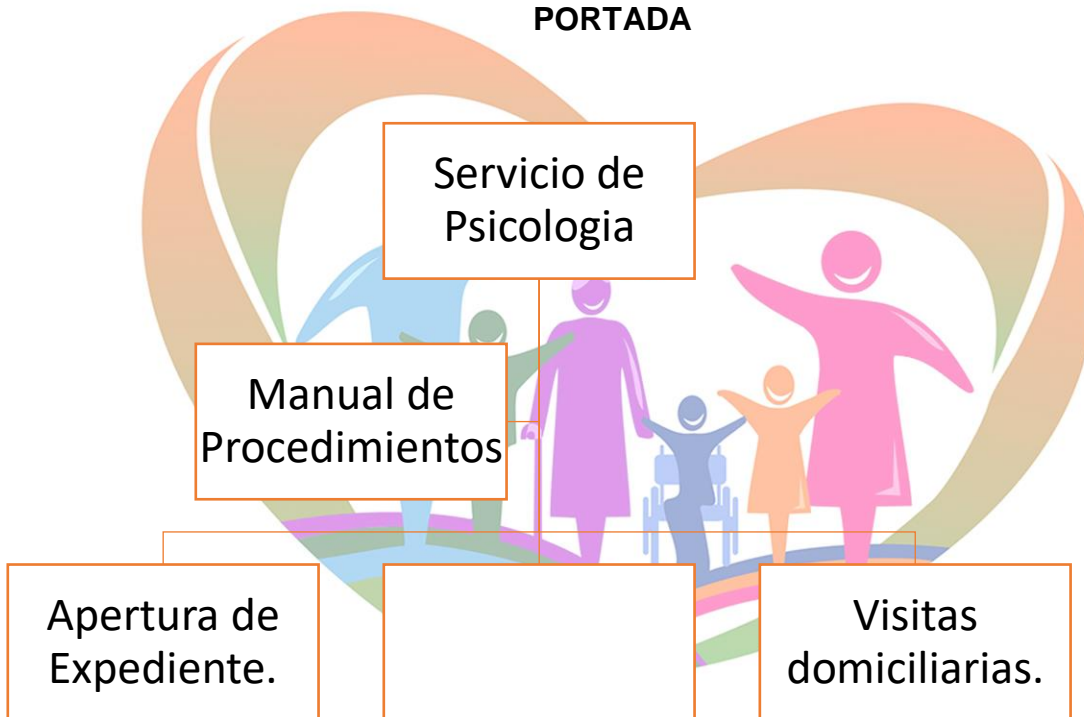 PORTADA
Servicio de
Psicologia
Manual de
Procedimientos
Apertura de
Expediente.
Visitas
domiciliarias.